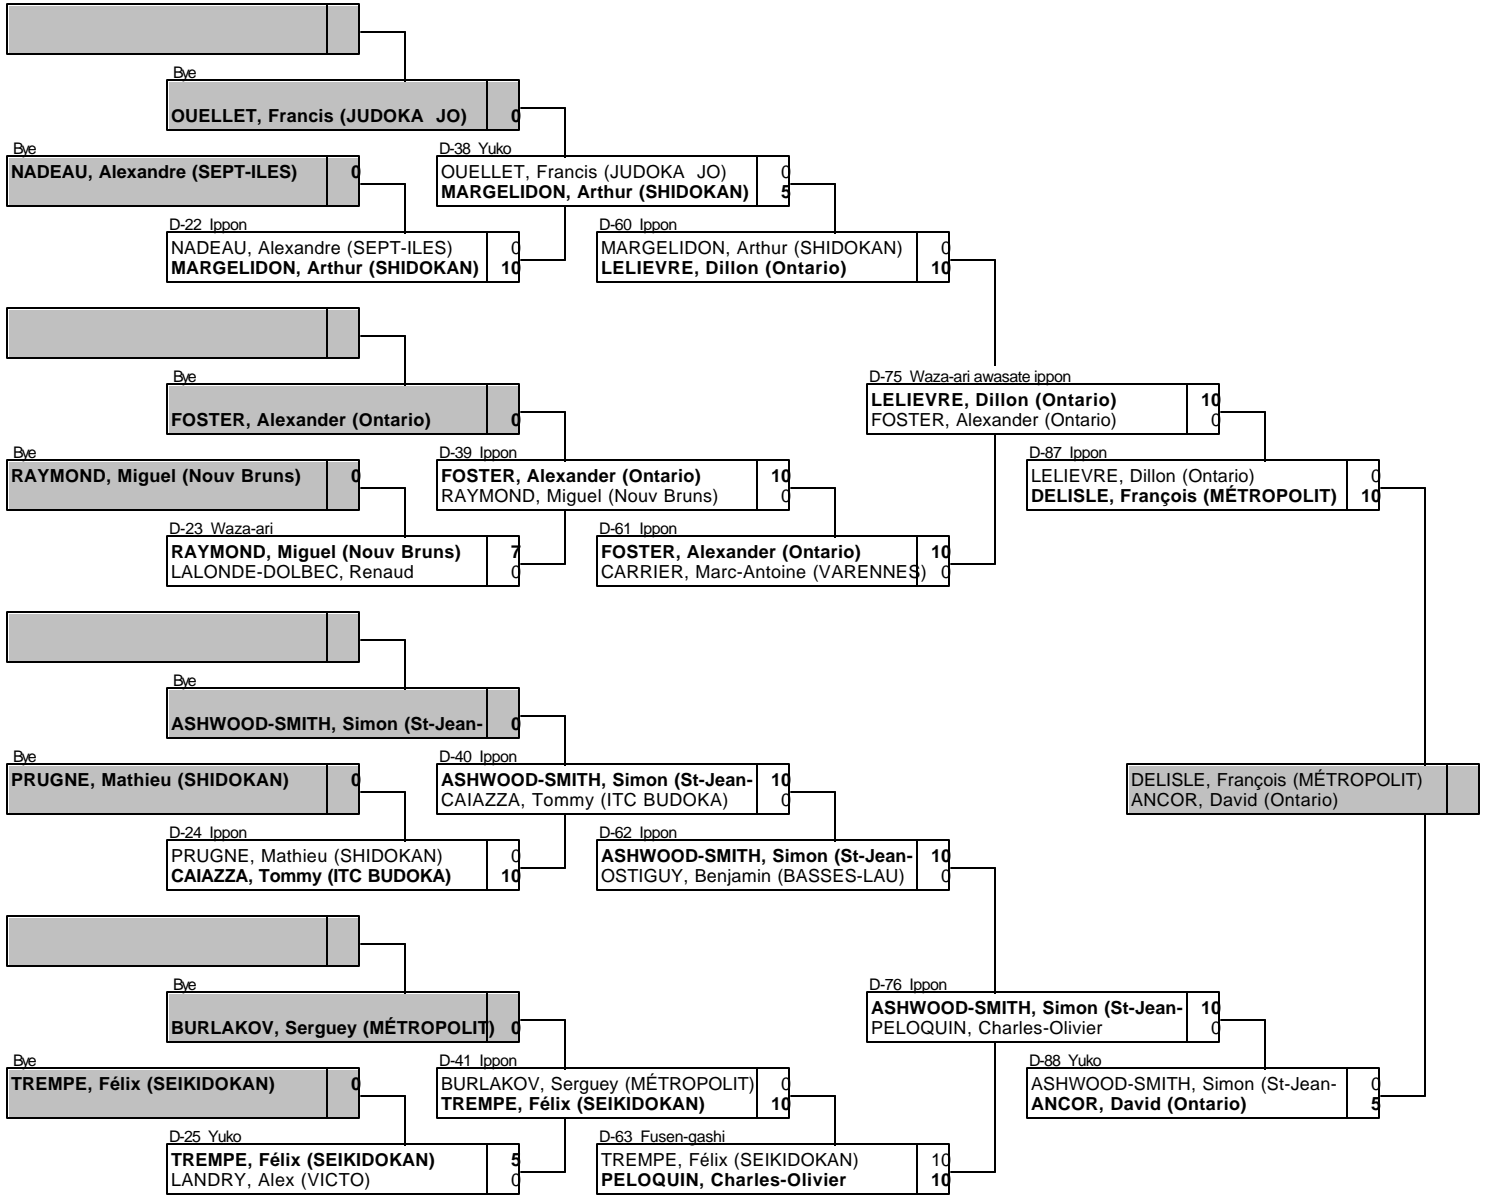 Bye
OUELLET, Francis (JUDOKA JO) 0
Bye
NADEAU, Alexandre (SEPT-ILES) 0
D-38 Yuko
OUELLET, Francis (JUDOKA JO) 0
MARGELIDON, Arthur (SHIDOKAN) 5
D-22 Ippon
NADEAU, Alexandre (SEPT-ILES) 0
MARGELIDON, Arthur (SHIDOKAN) 10
D-60 Ippon
MARGELIDON, Arthur (SHIDOKAN) 0
LELIEVRE, Dillon (Ontario) 10
Bye
FOSTER, Alexander (Ontario) 0
D-75 Waza-ari awasate ippon
LELIEVRE, Dillon (Ontario) 10
FOSTER, Alexander (Ontario) 0
Bye
RAYMOND, Miguel (Nouv Bruns) 0
D-39 Ippon
FOSTER, Alexander (Ontario) 10
RAYMOND, Miguel (Nouv Bruns) 0
D-87 Ippon
LELIEVRE, Dillon (Ontario) 0
DELISLE, François (MÉTROPOLIT) 10
D-23 Waza-ari
RAYMOND, Miguel (Nouv Bruns) 7
LALONDE-DOLBEC, Renaud 0
D-61 Ippon
FOSTER, Alexander (Ontario) 10
CARRIER, Marc-Antoine (VARENNES) 0
Bye
ASHWOOD-SMITH, Simon (St-Jean- 0
Bye
PRUGNE, Mathieu (SHIDOKAN) 0
D-40 Ippon
ASHWOOD-SMITH, Simon (St-Jean- 10
CAIAZZA, Tommy (ITC BUDOKA) 0
DELISLE, François (MÉTROPOLIT)
ANCOR, David (Ontario)
D-24 Ippon
PRUGNE, Mathieu (SHIDOKAN) 0
CAIAZZA, Tommy (ITC BUDOKA) 10
D-62 Ippon
ASHWOOD-SMITH, Simon (St-Jean- 10
OSTIGUY, Benjamin (BASSES-LAU) 0
Bye
BURLAKOV, Serguey (MÉTROPOLIT) 0
D-76 Ippon
ASHWOOD-SMITH, Simon (St-Jean- 10
PELOQUIN, Charles-Olivier 0
Bye
TREMPE, Félix (SEIKIDOKAN) 0
D-41 Ippon
BURLAKOV, Serguey (MÉTROPOLIT) 0
TREMPE, Félix (SEIKIDOKAN) 10
D-88 Yuko
ASHWOOD-SMITH, Simon (St-Jean- 0
ANCOR, David (Ontario) 5
D-25 Yuko
TREMPE, Félix (SEIKIDOKAN) 5
LANDRY, Alex (VICTO) 0
D-63 Fusen-gashi
TREMPE, Félix (SEIKIDOKAN) 10
PELOQUIN, Charles-Olivier 10